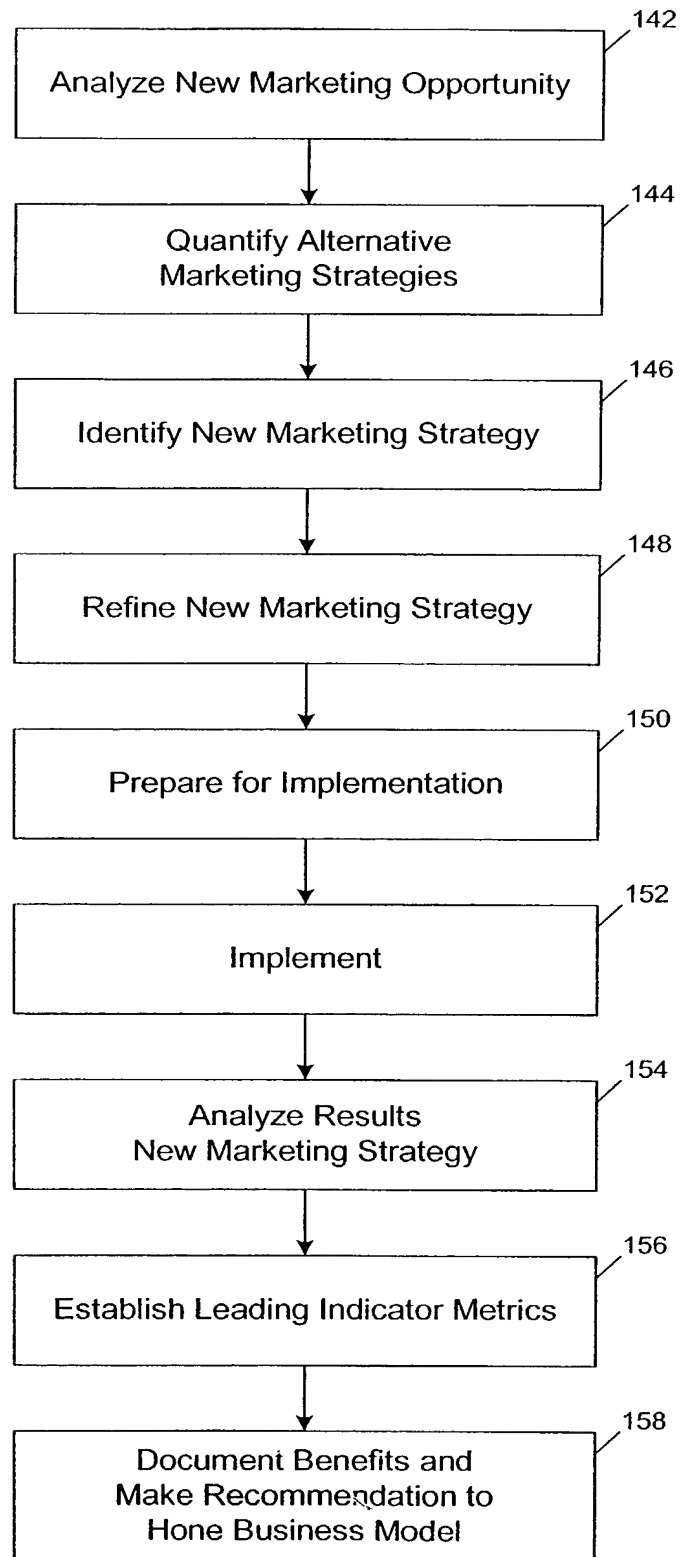 142
Analyze New Marketing Opportunity
144
Quantify Alternative
Marketing Strategies
146
Identify New Marketing Strategy
148
Refine New Marketing Strategy
150
Prepare for Implementation
152
Implement
154
Analyze Results
New Marketing Strategy
156
Establish Leading Indicator Metrics
158
Document Benefits and
Make Recommendation to
Hone Business Model